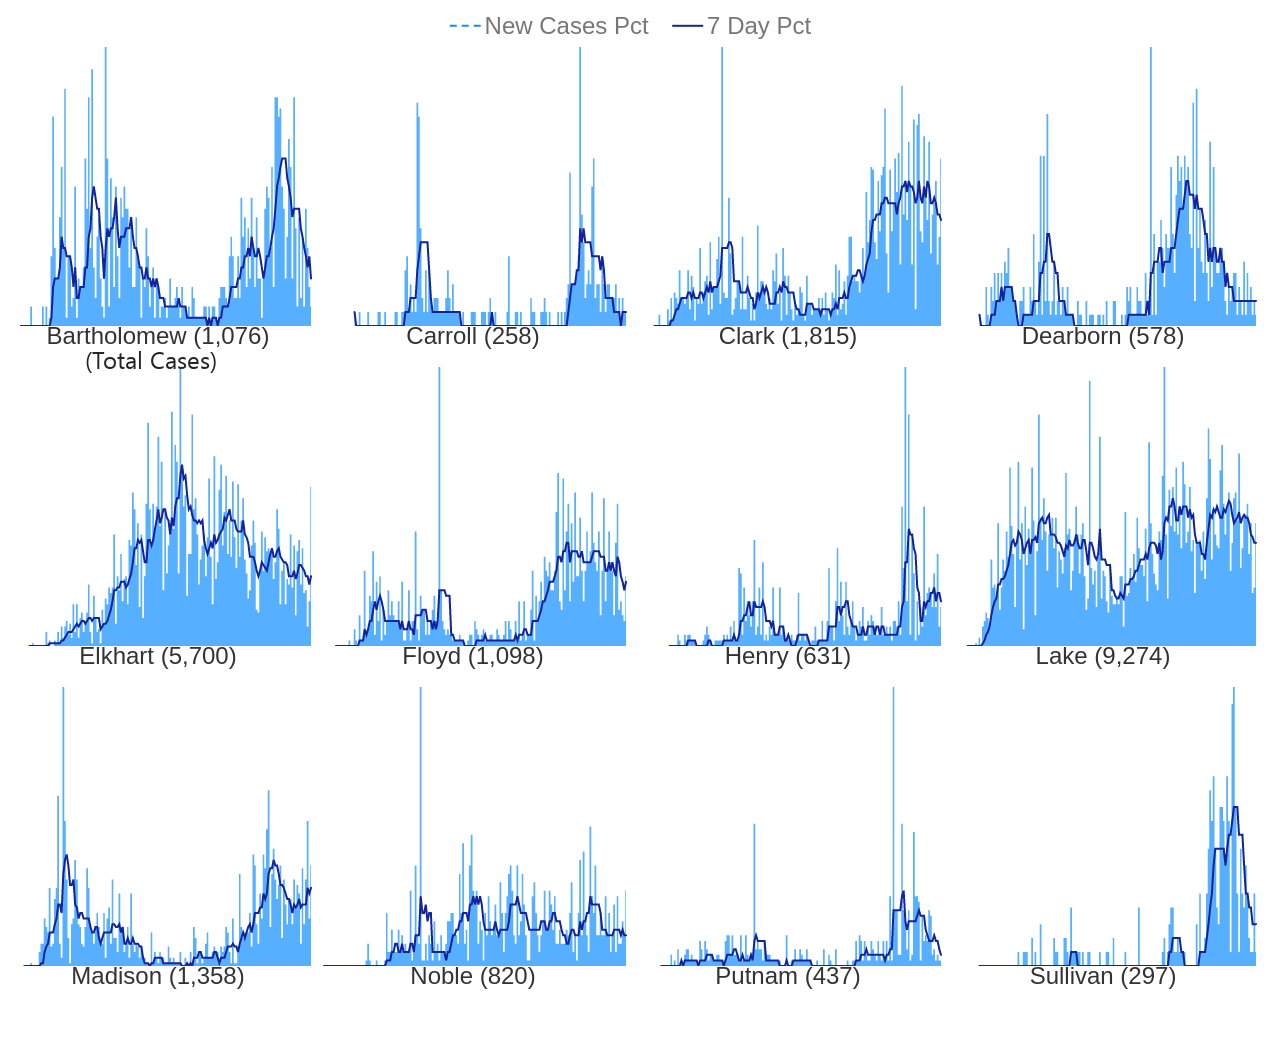 New Cases Pct 7 Day Pct
Bartholomew (1,076) Carroll (258) Clark (1,815) Dearborn (578)
(Total Cases)
Elkhart (5,700) Floyd (1,098) Henry (631) Lake (9,274)
Madison (1,358) Noble (820) Putnam (437) Sullivan (297)